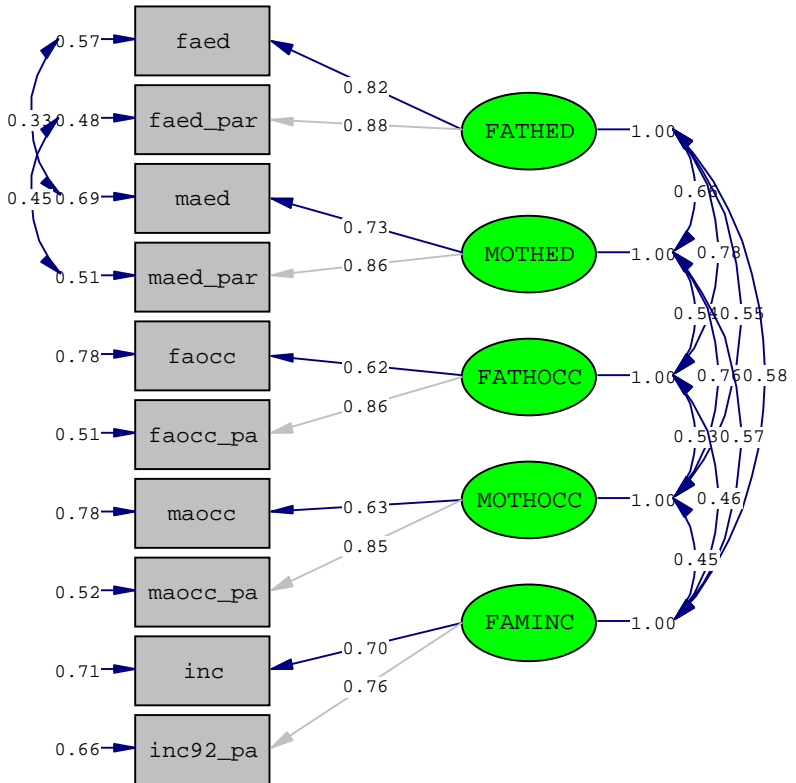 0.57 faed
0.82
0.33 0.48 faed_par 0.88 FATHED 1.00
0.45 0.69 maed 0.73 0.66
0.86 MOTHED 1.00 0.78
0.51 maed_par
0.54 0.55
0.78 faocc 0.62
FATHOCC 1.00 0.76 0.58
0.86
0.51 faocc_pa 0.53 0.57
0.78 maocc 0.63 MOTHOCC 1.00 0.46
0.85
0.45
0.52 maocc_pa
FAMINC 1.00
0.70
0.71 inc
0.76
0.66 inc92_pa